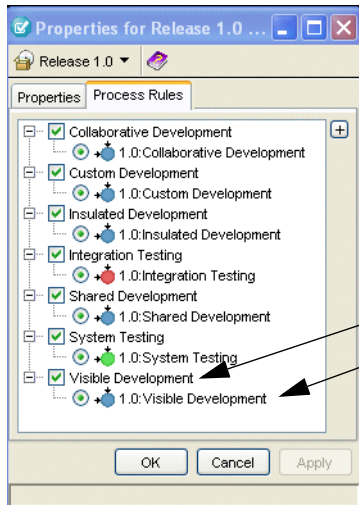 Properties for Release 1.0 ...
Release 1.0
Properties Process Rules
Collaborative Development
1.0:Collaborative Development
Custom Development
1.0:Custom Development
Insulated Development
1.0:Insulated Development
Integration Testing
1.0:Integration Testing
Shared Development
1.0:Shared Development
System Testing
1.0:System Testing
Visible Development
1.0:Visible Development
OK Cancel Apply